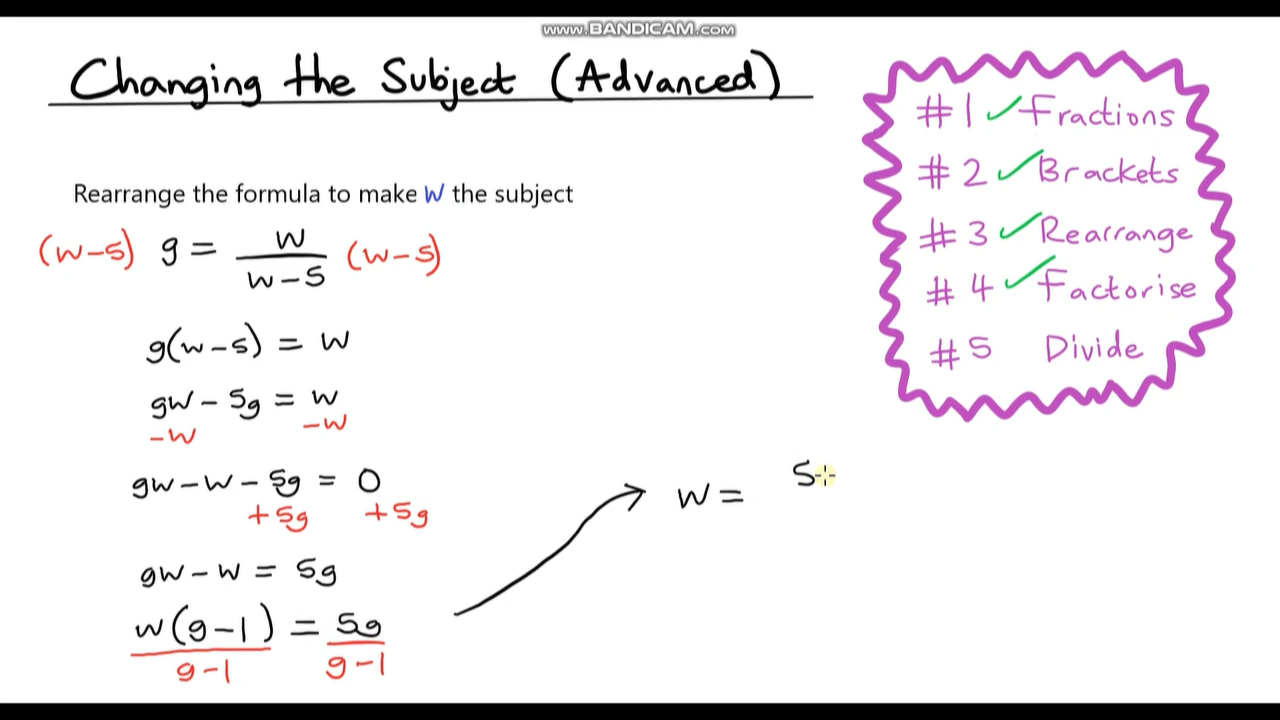 www.BANDICAM.com
Changing the Subject (Advanced)
Rearrange the formula to make W the subject
(w-5) g = w / w-5 (w-5)
g(w-5) = w
gw - 5g = w
-w -w
gw - w - 5g = 0
+5g +5g
gw - w = 5g
w(g-1) = 5g
g-1 g-1
w = 5
#1 ✓ Fractions
#2 ✓ Brackets
#3 ✓ Rearrange
#4 ✓ Factorise
#5 Divide